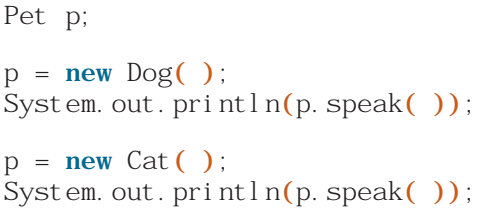 Pet p;
p = new Dog( );
System.out.println(p.speak( ));
p = new Cat( );
System.out.println(p.speak( ));